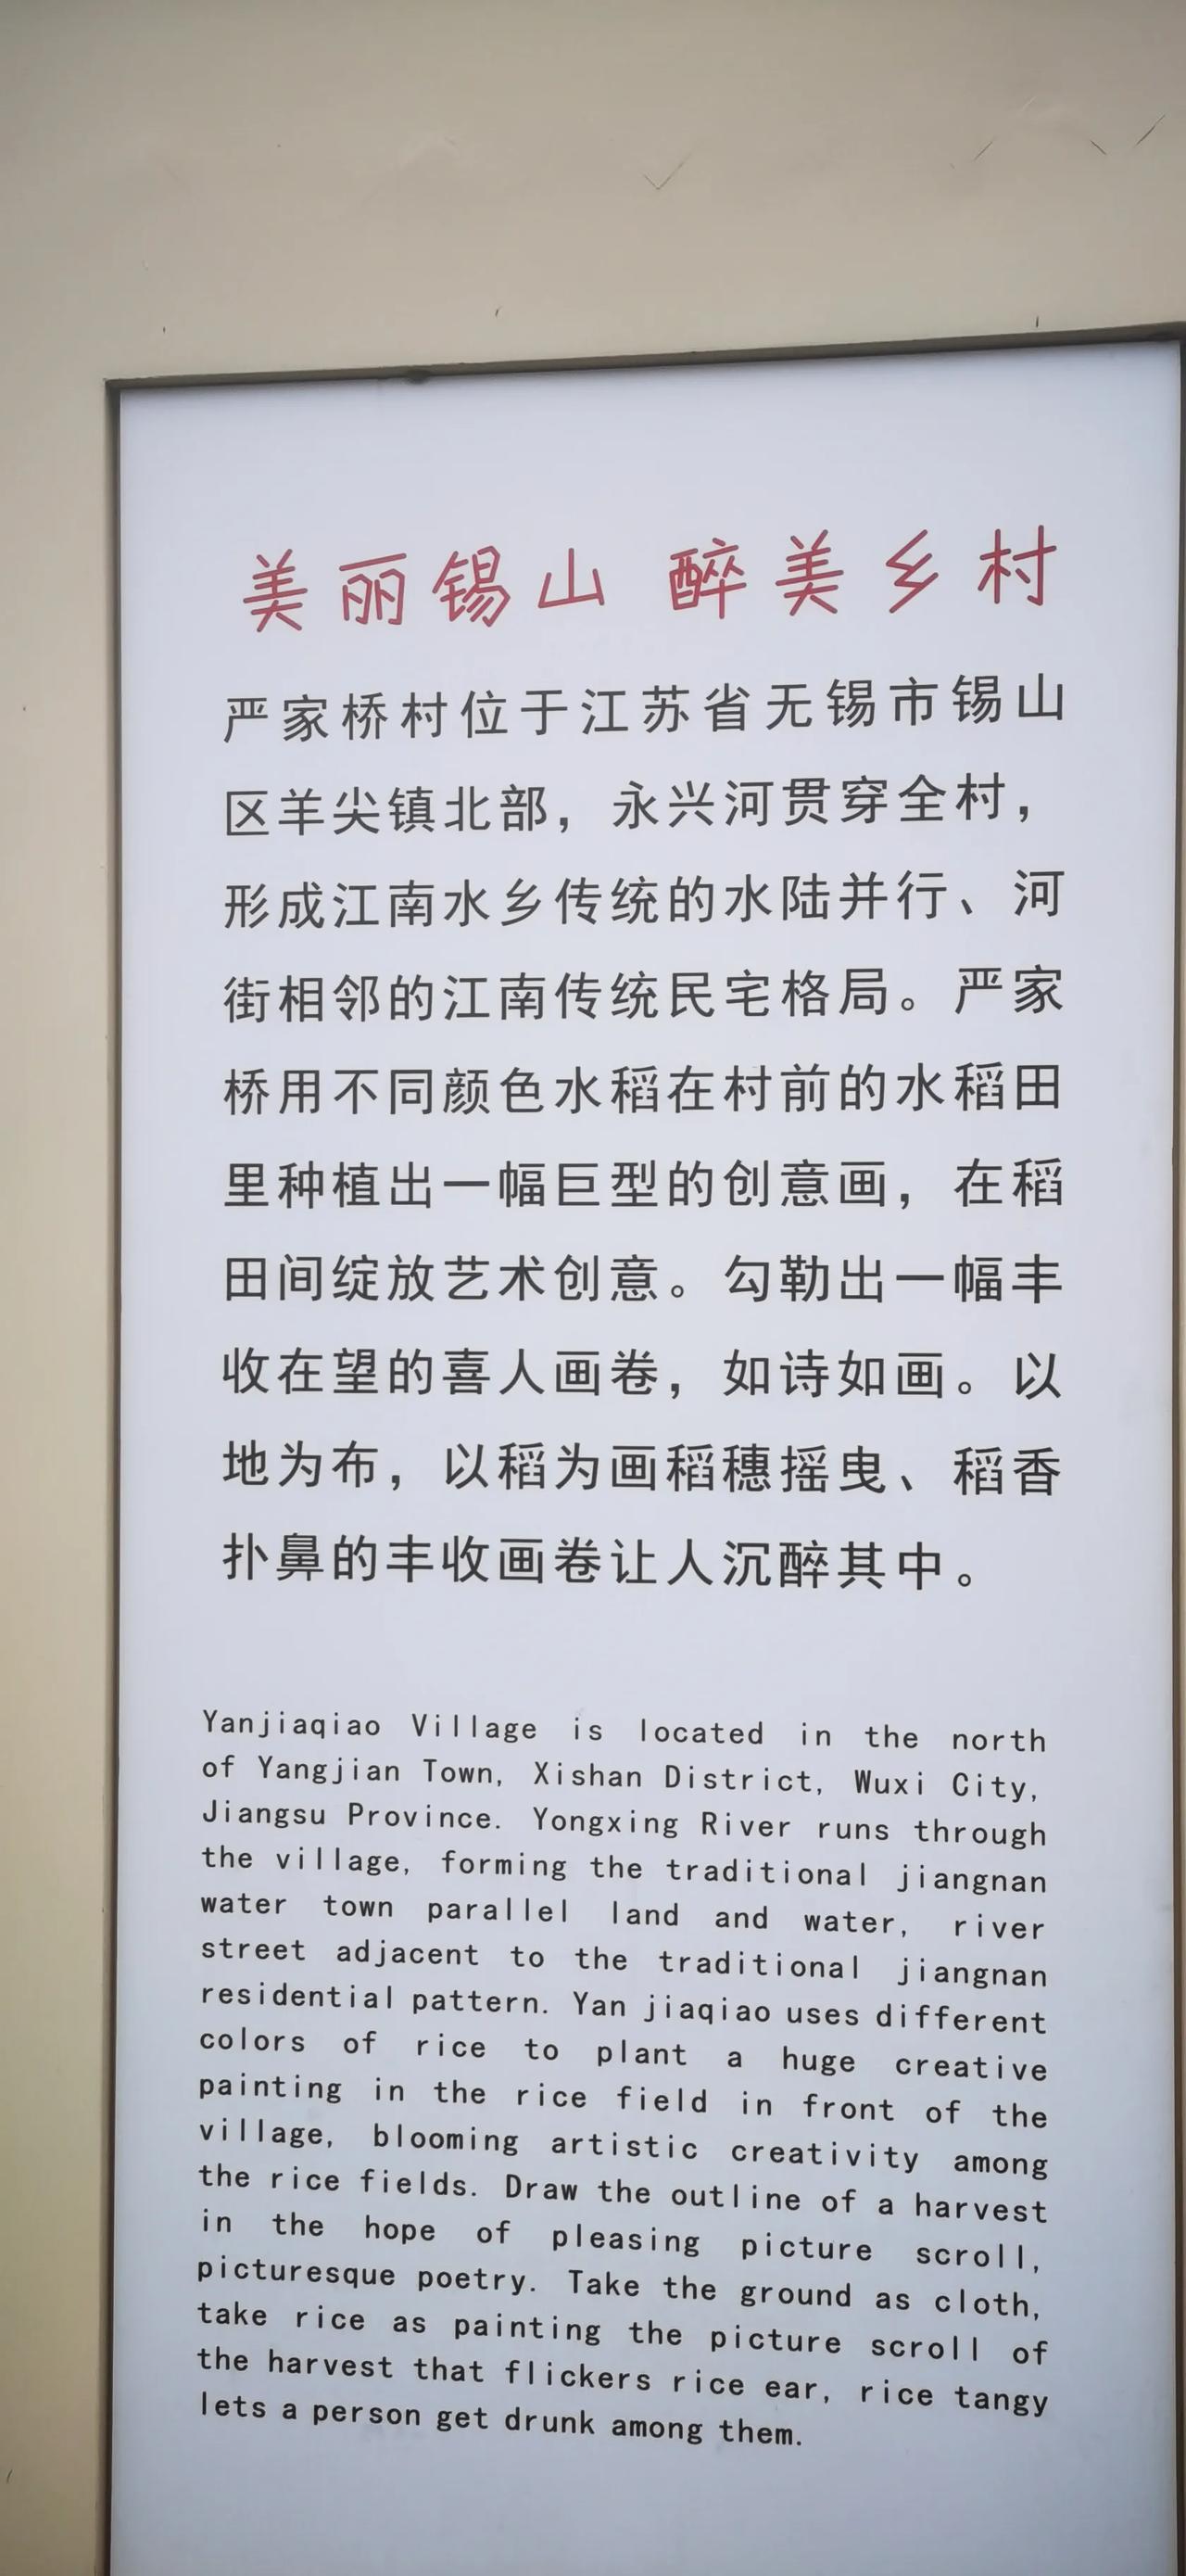 美丽锡山 醉美乡村
严家桥村位于江苏省无锡市锡山
区羊尖镇北部，永兴河贯穿全村，
形成江南水乡传统的水陆并行、河
街相邻的江南传统民宅格局。严家
桥用不同颜色水稻在村前的水稻田
里种植出一幅巨型的创意画，在稻
田间绽放艺术创意。勾勒出一幅丰
收在望的喜人画卷，如诗如画。以
地为布，以稻为画稻穗摇曳、稻香
扑鼻的丰收画卷让人沉醉其中。
Yanjiaqiao Village is located in the north
of Yangjian Town, Xishan District, Wuxi City,
Jiangsu Province. Yongxing River runs through
the village, forming the traditional jiangnan
water town parallel land and water, river
street adjacent to the traditional jiangnan
residential pattern. Yan jiaqiao uses different
colors of rice to plant a huge creative
painting in the rice field in front of the
village, blooming artistic creativity among
the rice fields. Draw the outline of a harvest
in the hope of pleasing picture scroll,
picturesque poetry. Take the ground as cloth,
take rice as painting the picture scroll of
the harvest that flickers rice ear, rice tangy
lets a person get drunk among them.